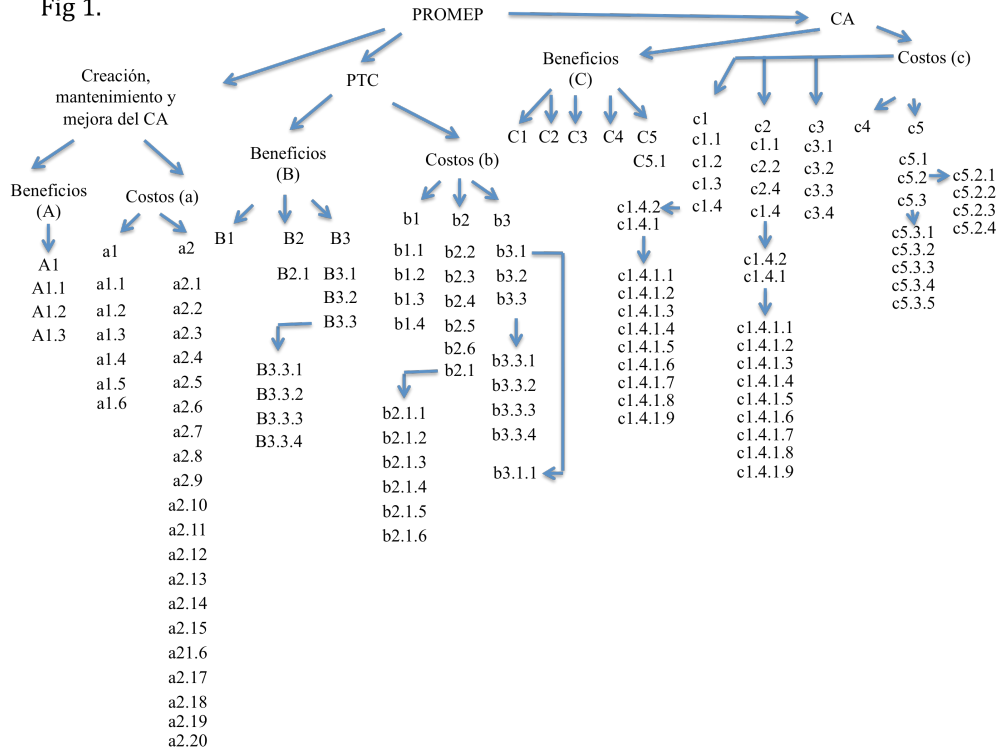 Fig 1.
PROMEP
CA
Creación,
mantenimiento y
mejora del CA
Beneficios
(A)
A1
A1.1
A1.2
A1.3
Costos (a)
a1
a1.1
a1.2
a1.3
a1.4
a1.5
a1.6
a2
a2.1
a2.2
a2.3
a2.4
a2.5
a2.6
a2.7
a2.8
a2.9
a2.10
a2.11
a2.12
a2.13
a2.14
a2.15
a21.6
a2.17
a2.18
a2.19
a2.20
PTC
Beneficios
(B)
B1
B2
B2.1
B3
B3.1
B3.2
B3.3
B3.3.1
B3.3.2
B3.3.3
B3.3.4
Costos (b)
b1
b1.1
b1.2
b1.3
b1.4
b2
b2.2
b2.3
b2.4
b2.5
b2.6
b2.1
b2.1.1
b2.1.2
b2.1.3
b2.1.4
b2.1.5
b2.1.6
b3
b3.1
b3.2
b3.3
b3.3.1
b3.3.2
b3.3.3
b3.3.4
b3.1.1
Beneficios
(C)
C1
C2
C3
C4
C5
C5.1
Costos (c)
c1
c1.1
c1.2
c1.3
c1.4
c1.4.2
c1.4.1
c1.4.1.1
c1.4.1.2
c1.4.1.3
c1.4.1.4
c1.4.1.5
c1.4.1.6
c1.4.1.7
c1.4.1.8
c1.4.1.9
c2
c1.1
c2.2
c2.4
c1.4
c1.4.2
c1.4.1
c1.4.1.1
c1.4.1.2
c1.4.1.3
c1.4.1.4
c1.4.1.5
c1.4.1.6
c1.4.1.7
c1.4.1.8
c1.4.1.9
c3
c3.1
c3.2
c3.3
c3.4
c4
c5
c5.1
c5.2
c5.3
c5.2.1
c5.2.2
c5.2.3
c5.2.4
c5.3.1
c5.3.2
c5.3.3
c5.3.4
c5.3.5